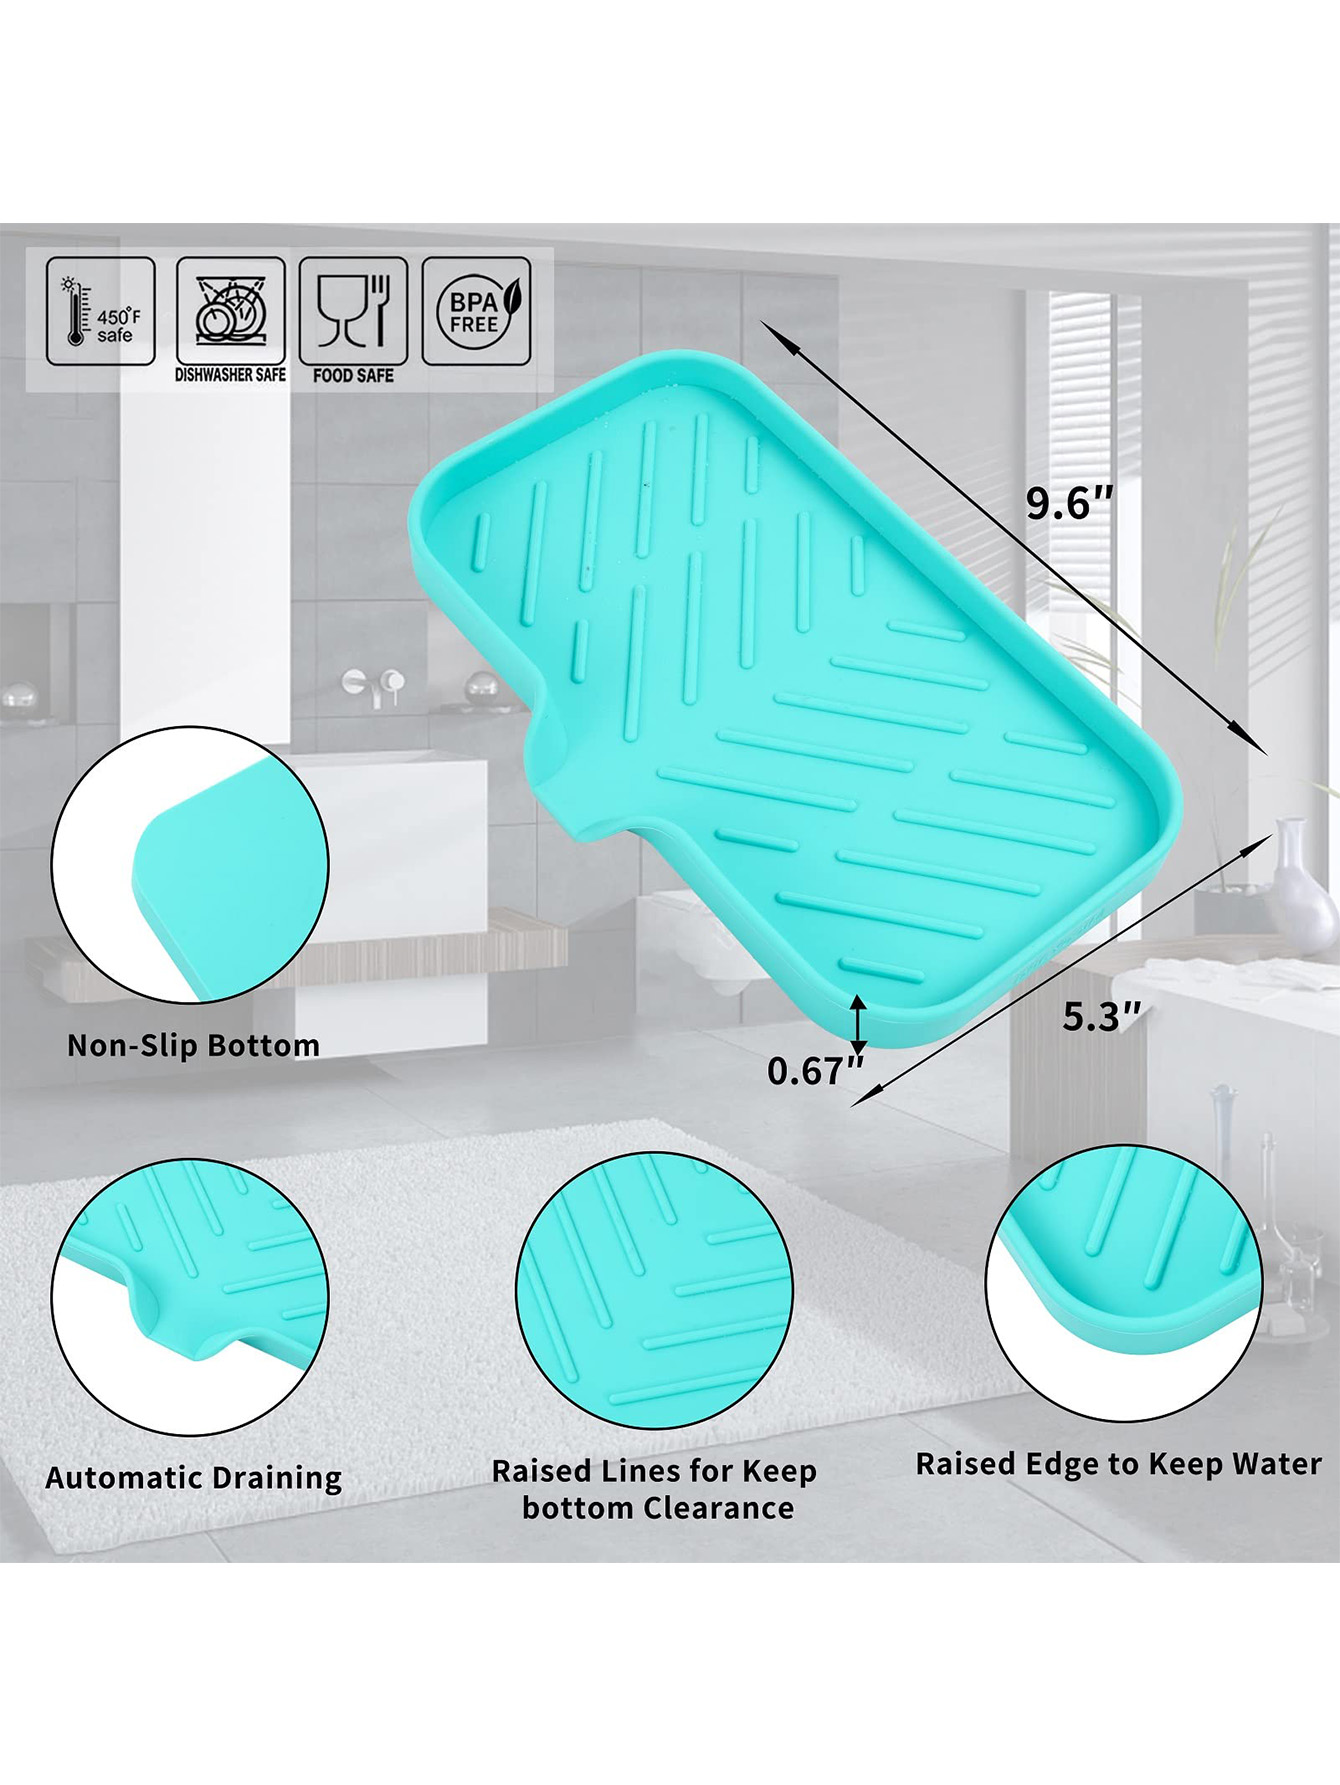 450°F
safe
DISHWASHER SAFE
FOOD SAFE
BPA
FREE
9.6"
5.3"
0.67"
Non-Slip Bottom
Automatic Draining
Raised Lines for Keep
bottom Clearance
Raised Edge to Keep Water